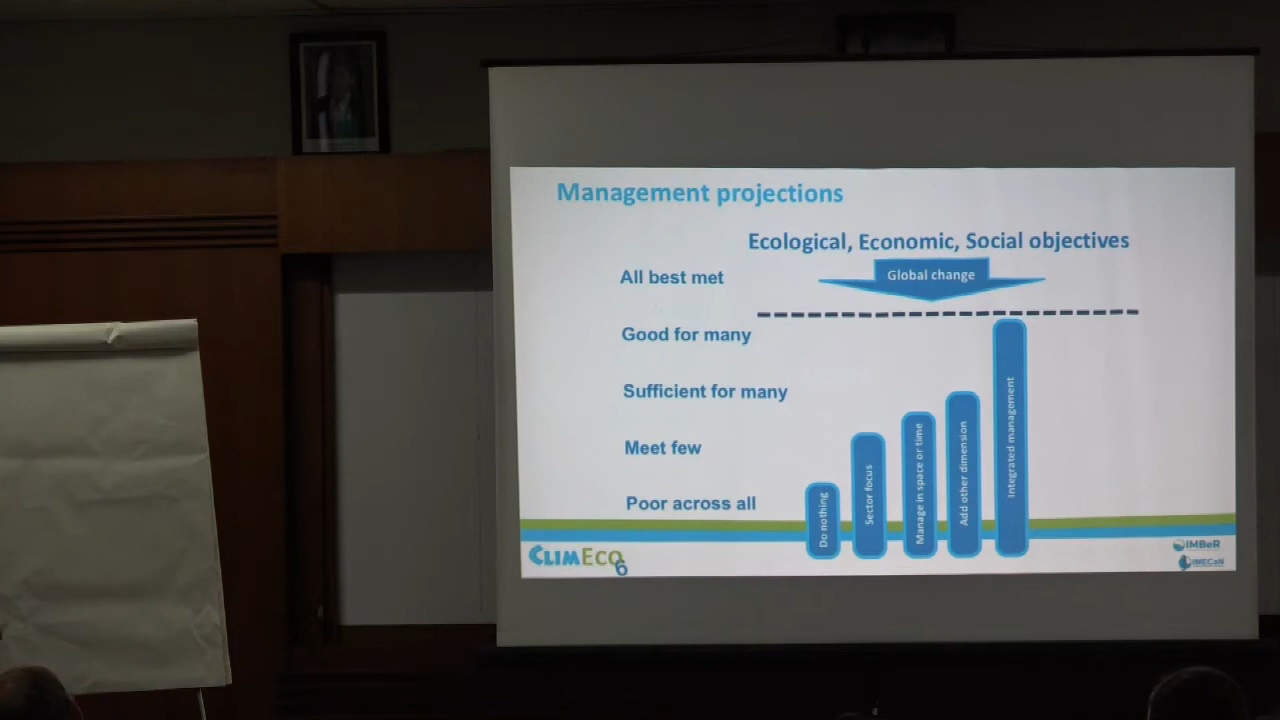 Management projections
Ecological, Economic, Social objectives
All best met
Global change
Good for many
Sufficient for many
Meet few
Poor across all
Do nothing
Sector focus
Manage in space or time
Add other dimension
Integrated management
CLIMECO
6
IMBeR
IMECaN